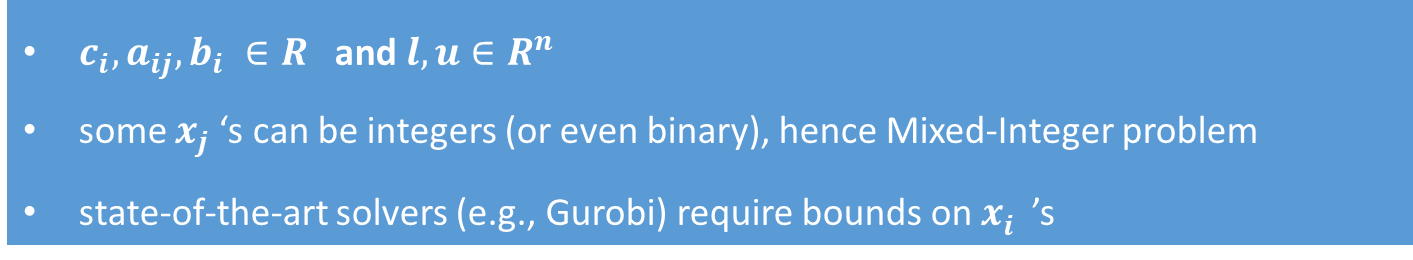 • c_i, a_ij, b_i ∈ R and l, u ∈ R^n
• some x_j ‘s can be integers (or even binary), hence Mixed-Integer problem
• state-of-the-art solvers (e.g., Gurobi) require bounds on x_i ’s